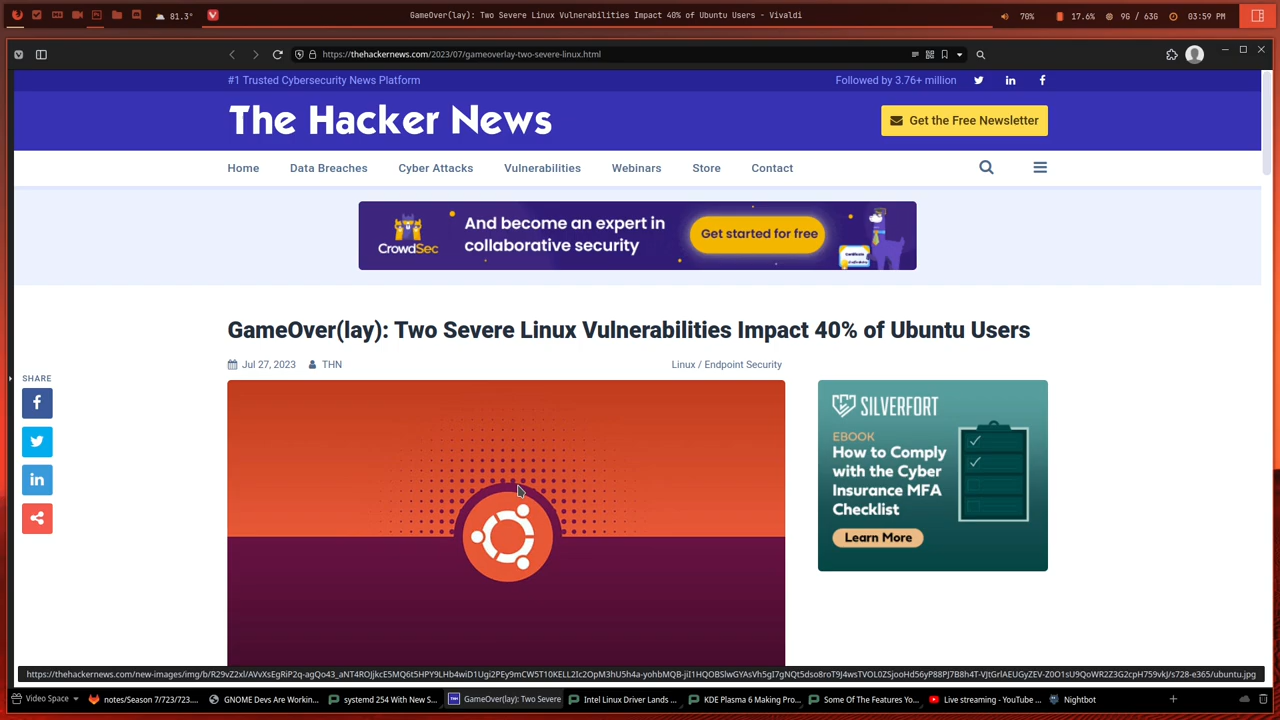 GameOver(lay): Two Severe Linux Vulnerabilities Impact 40% of Ubuntu Users - Vivaldi
81.3°
70%
17.6%
9G / 63G
03:59 PM
https://thehackernews.com/2023/07/gameoverlay-two-severe-linux.html
#1 Trusted Cybersecurity News Platform
Followed by 3.76+ million
The Hacker News
Get the Free Newsletter
Home Data Breaches Cyber Attacks Vulnerabilities Webinars Store Contact
CrowdSec
And become an expert in
collaborative security
Get started for free
GameOver(lay): Two Severe Linux Vulnerabilities Impact 40% of Ubuntu Users
Jul 27, 2023 THN
Linux / Endpoint Security
SHARE
SILVERFORT
EBOOK
How to Comply
with the Cyber
Insurance MFA
Checklist
Learn More
Video Space
notes/Season 7/723/723....
GNOME Devs Are Workin...
systemd 254 With New S...
GameOver(lay): Two Severe
Intel Linux Driver Lands ...
KDE Plasma 6 Making Pro...
Some Of The Features Yo...
Live streaming - YouTube ...
Nightbot